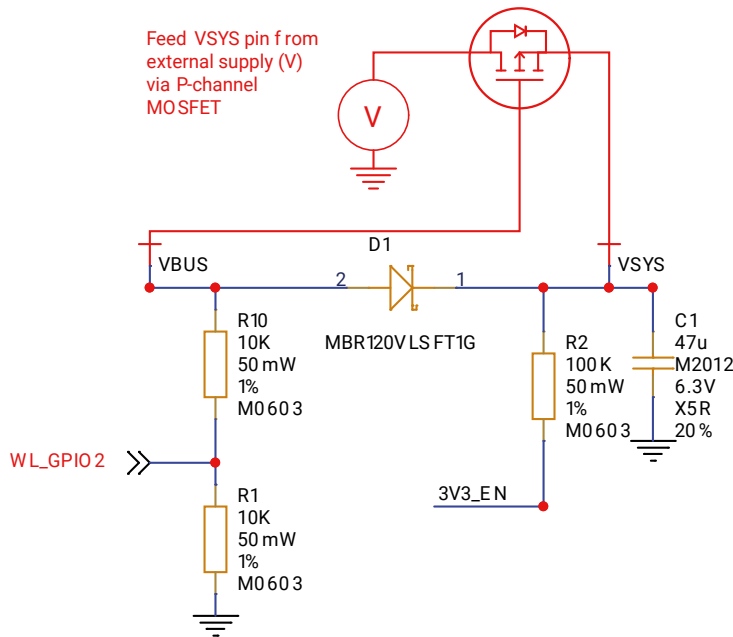 Feed VSYS pin from
external supply (V)
via P-channel
MOSFET
V
D1
VBUS
2
1
VSYS
MBR120VLSFT1G
R10
10K
50mW
1%
M0603
R2
100K
50mW
1%
M0603
C1
47u
M2012
6.3V
X5R
20%
WL_GPIO2
3V3_EN
R1
10K
50mW
1%
M0603